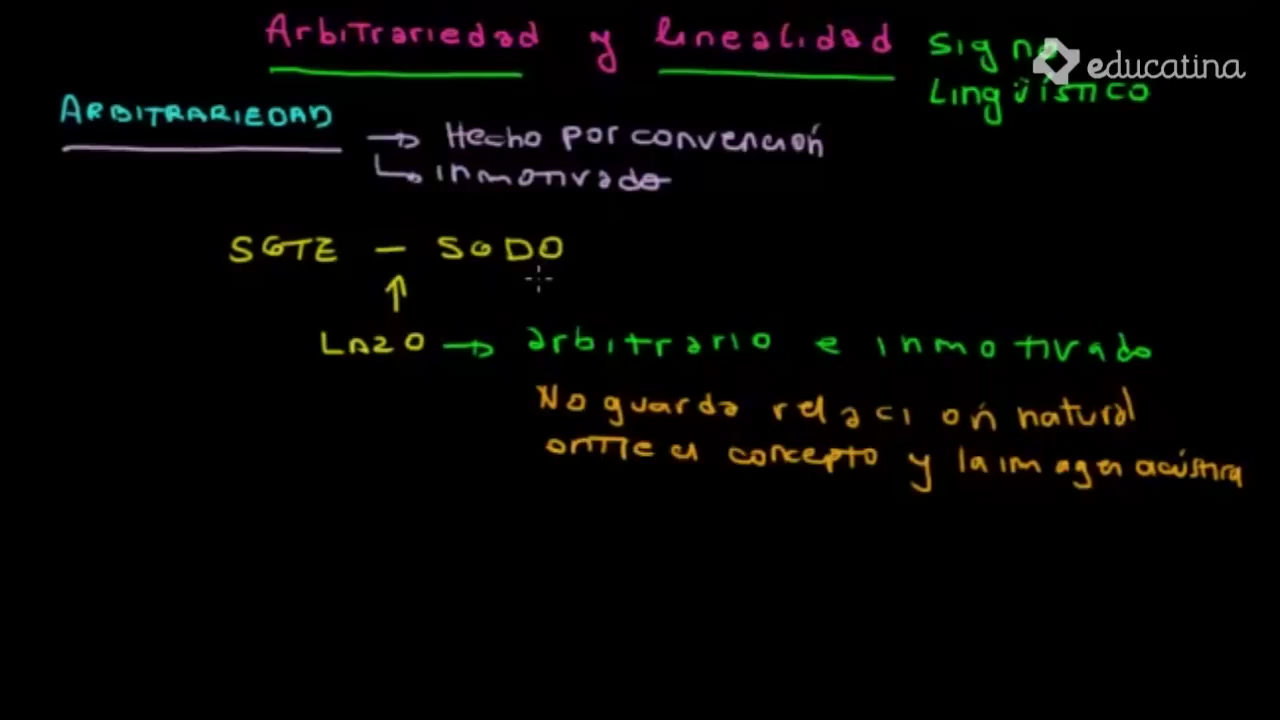 Arbitrariedad y linealidad signo
lingüístico
educatina
ARBITRARIEDAD → Hecho por convención
inmotivado
SGTE - SGDO
LAZO → arbitrario e inmotivado
No guarda relación natural
entre el concepto y la imagen acústica